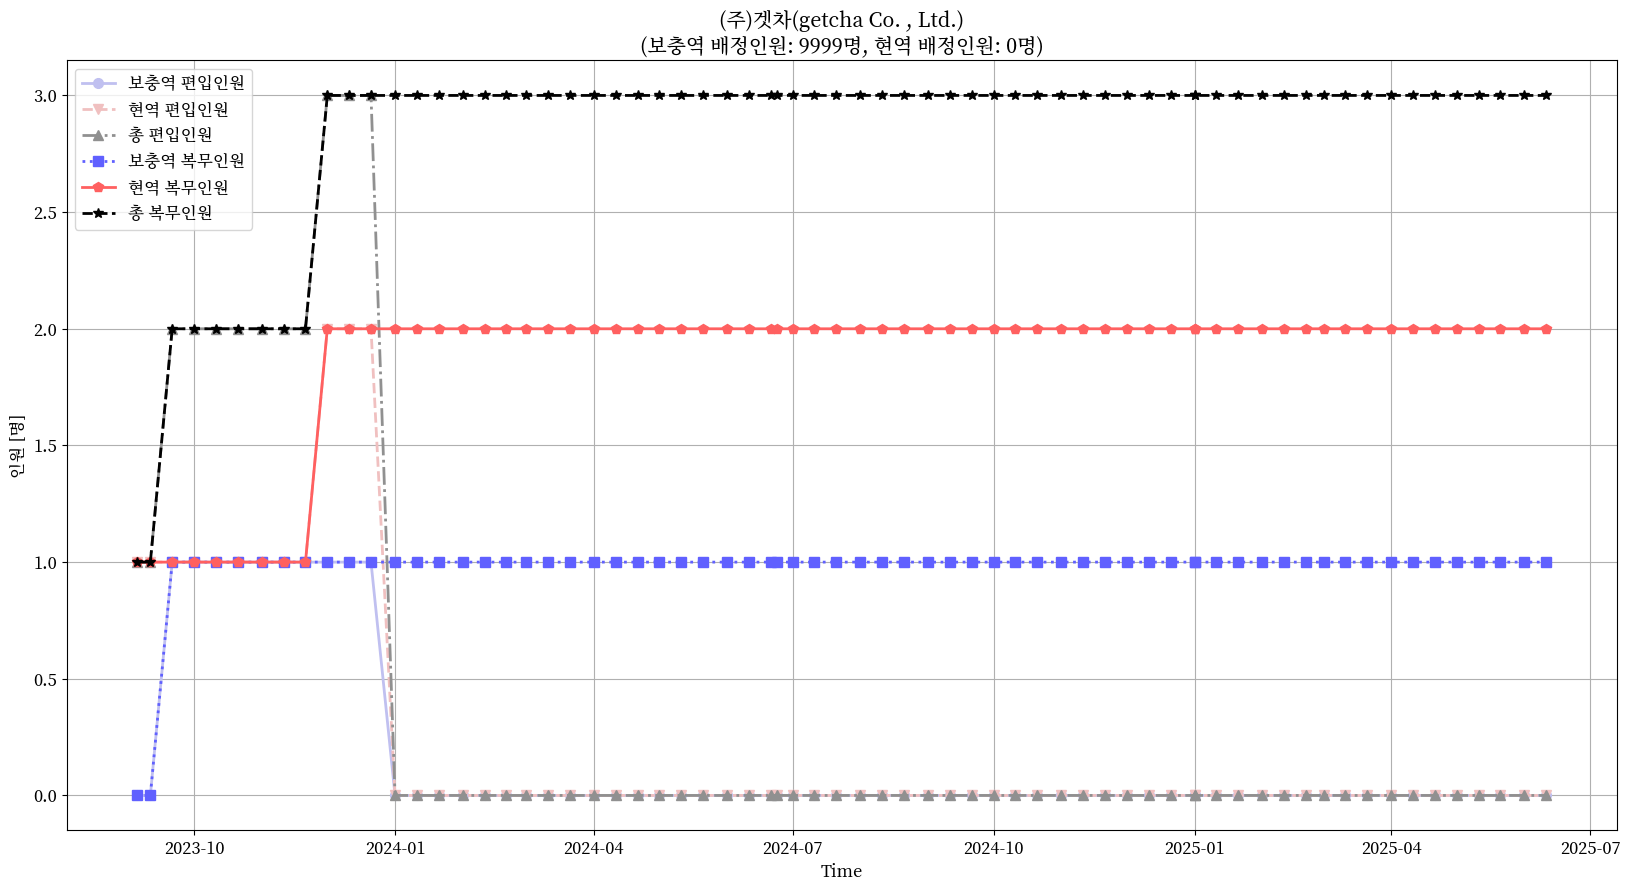 (주)겟차(getcha Co. , Ltd.)
(보충역 배정인원: 9999명, 현역 배정인원: 0명)
보충역 편입인원
현역 편입인원
총 편입인원
보충역 복무인원
현역 복무인원
총 복무인원
3.0
2.5
2.0
1.5
1.0
0.5
0.0
인원 [명]
2023-10
2024-01
2024-04
2024-07
2024-10
2025-01
2025-04
2025-07
Time